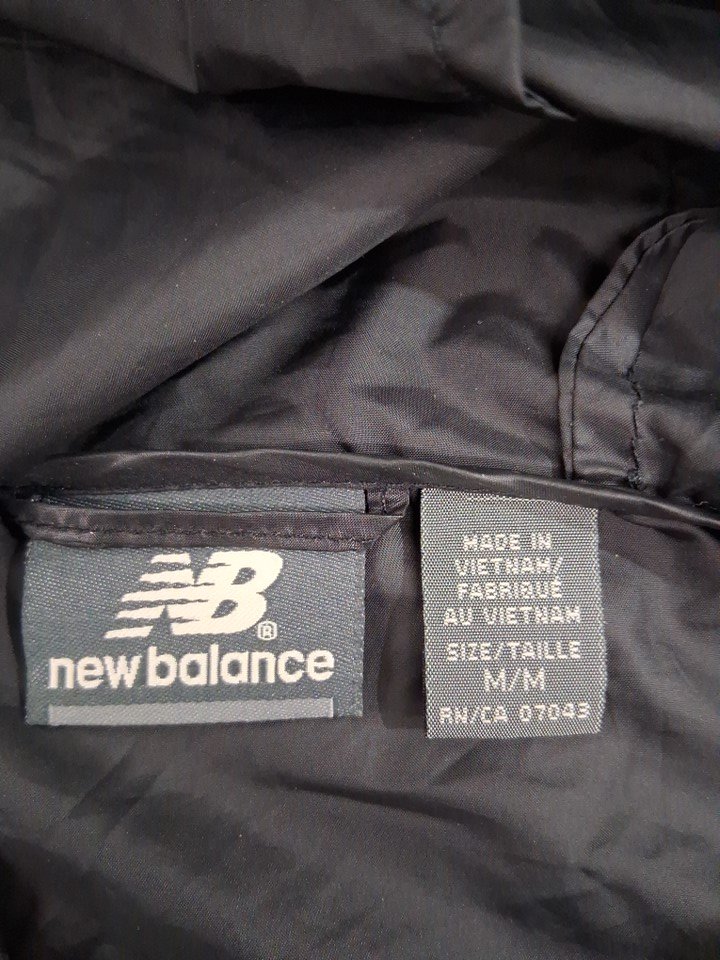 NB®
new balance
MADE IN
VIETNAM/
FABRIQUÉ
AU VIETNAM
SIZE/TAILLE
M/M
RN/CA 07043